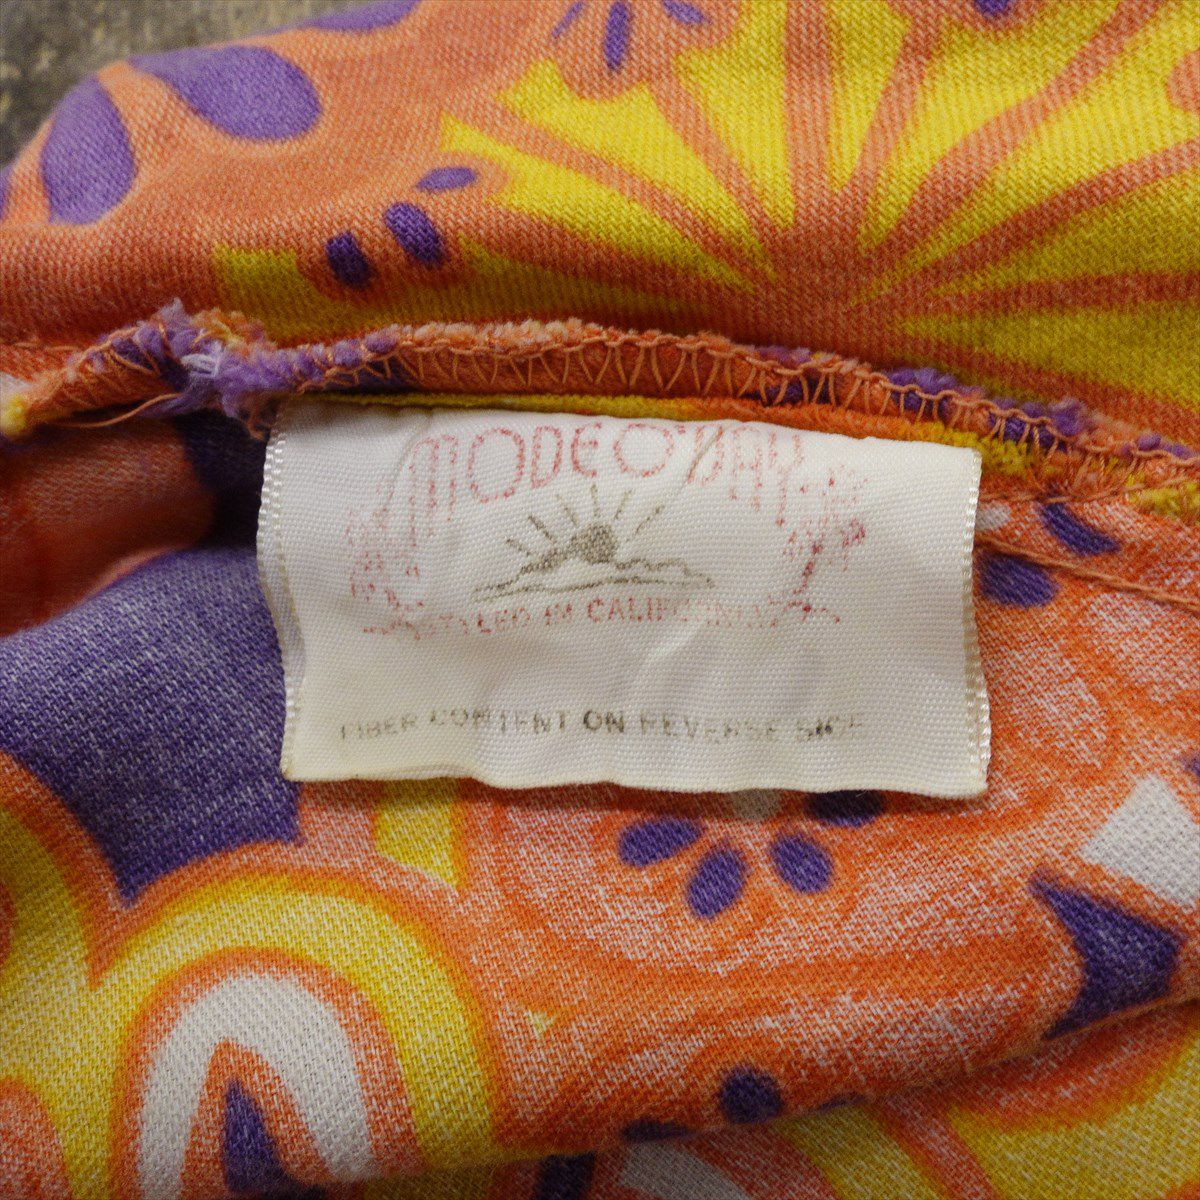 MODE O'DAY
STYLED IN CALIFORNIA
FIBER CONTENT ON REVERSE SIDE